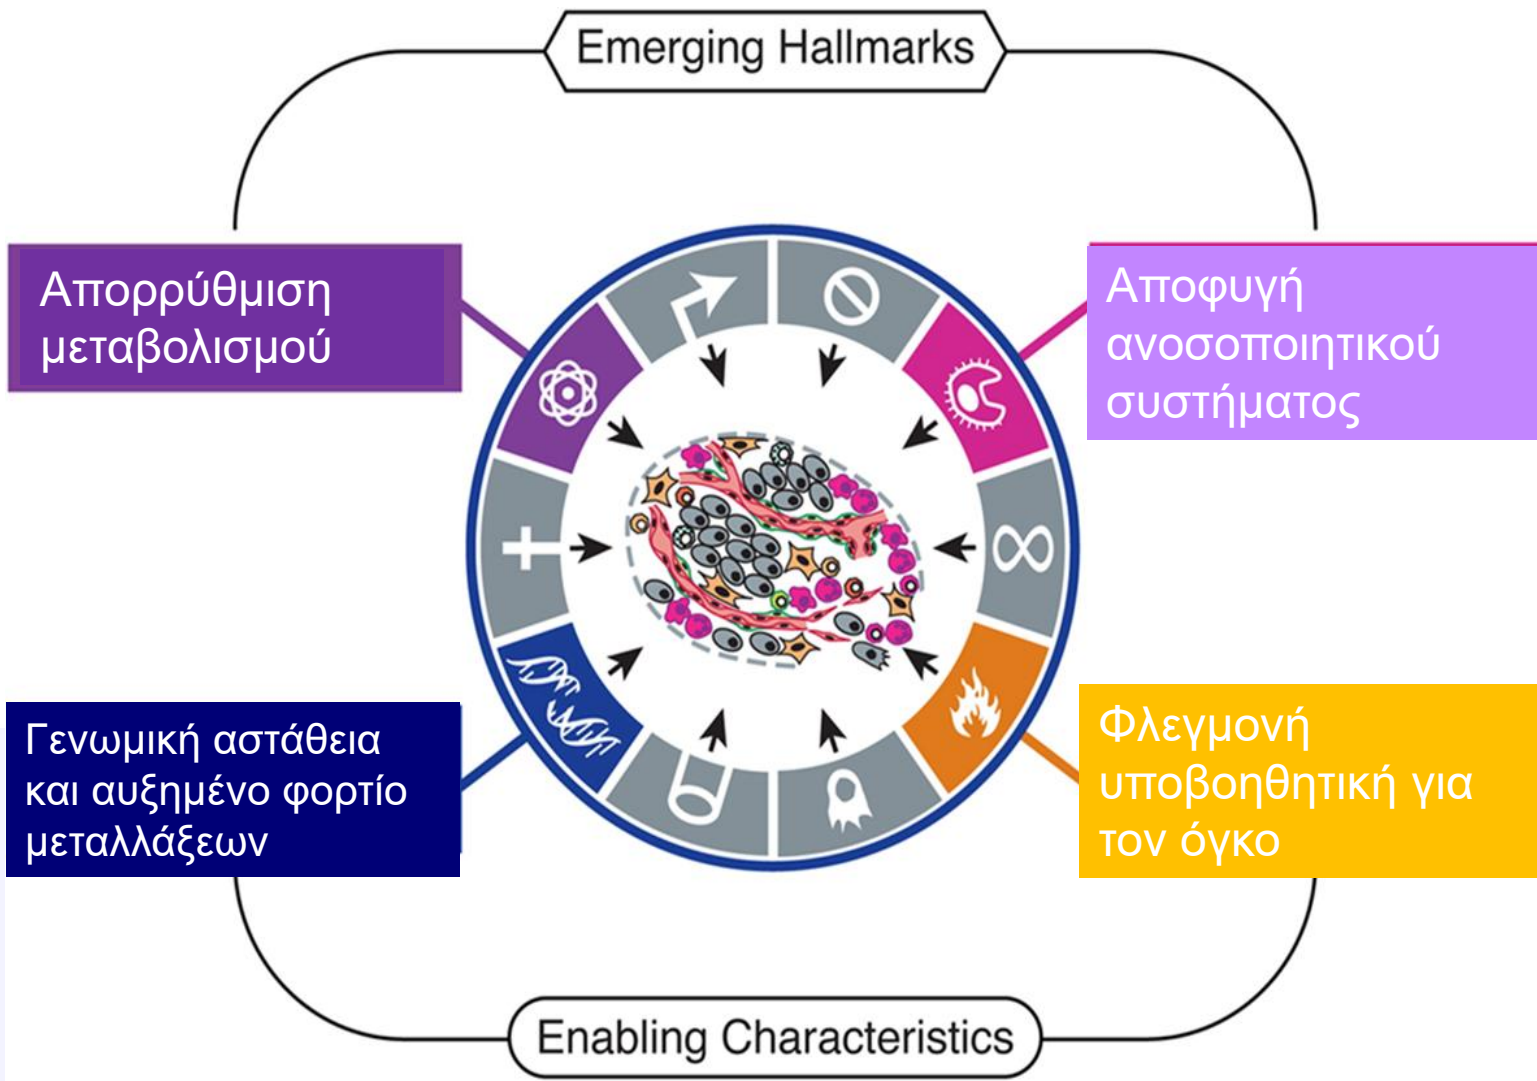 Emerging Hallmarks
Απορρύθμιση
μεταβολισμού
Αποφυγή
ανοσοποιητικού
συστήματος
Γενωμική αστάθεια
και αυξημένο φορτίο
μεταλλάξεων
Φλεγμονή
υποβοηθητική για
τον όγκο
Enabling Characteristics